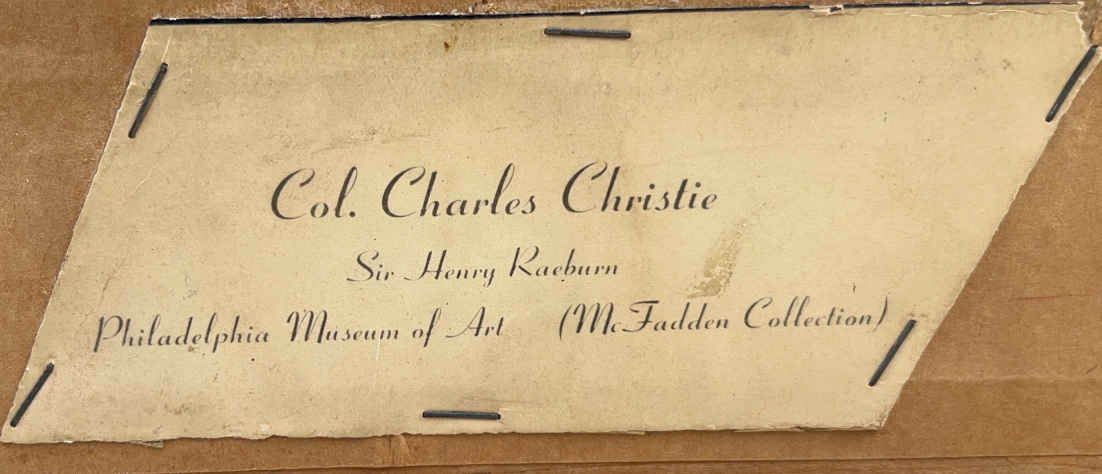 Col. Charles Christie
Sir Henry Raeburn
Philadelphia Museum of Art (McFadden Collection)